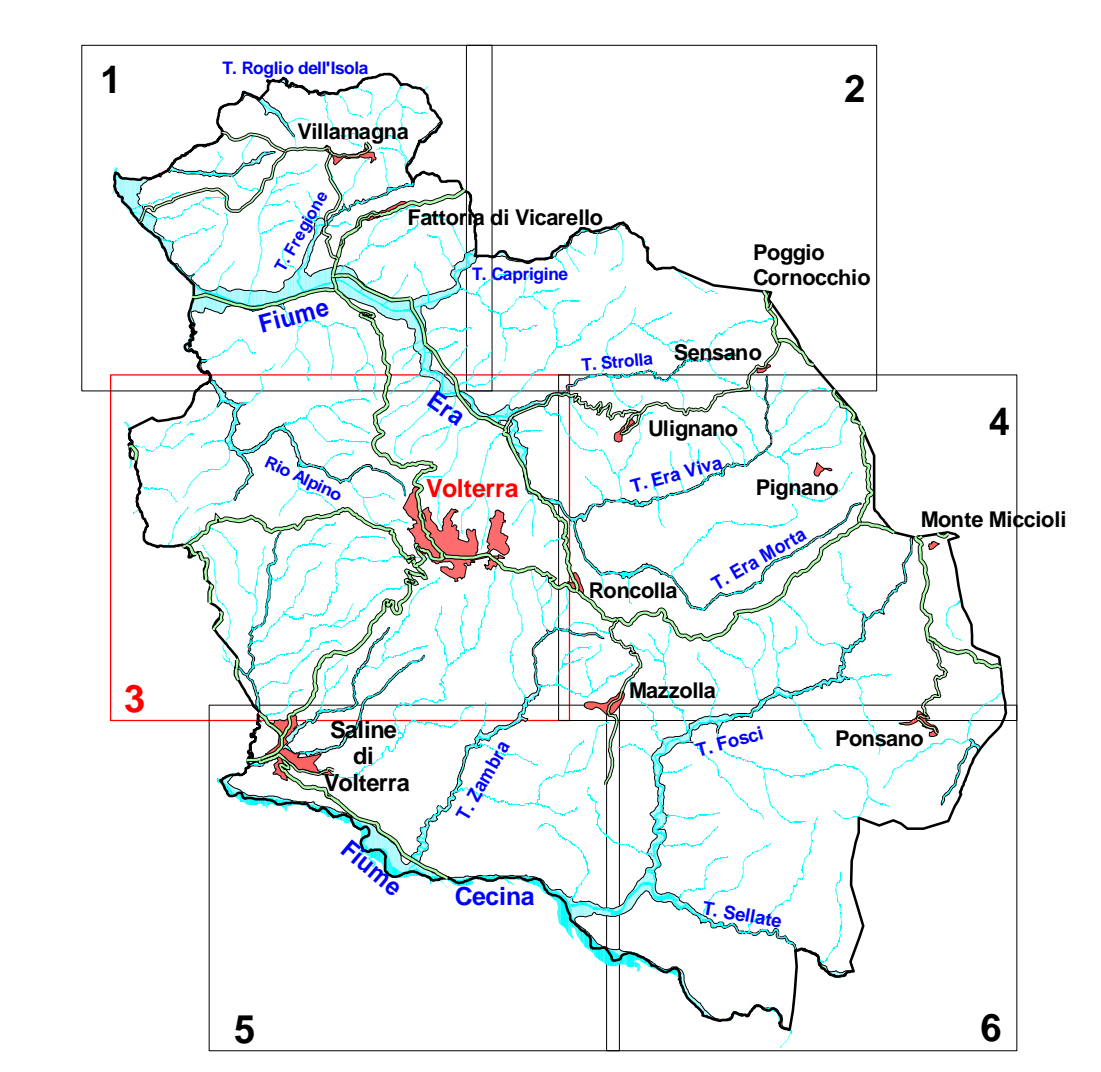 1
T. Roglio dell'Isola
2
Villamagna
T. Fregione
Fattoria di Vicarello
T. Caprigine
Poggio
Cornocchio
Fiume
Era
T. Strolla
Sensano
Ulignano
4
Rio Alpino
Volterra
T. Era Viva
Pignano
Monte Miccioli
T. Era Morta
Roncolla
3
Mazzolla
Saline
di
Volterra
T. Zambra
T. Fosci
Ponsano
Fiume
Cecina
T. Sellate
5
6